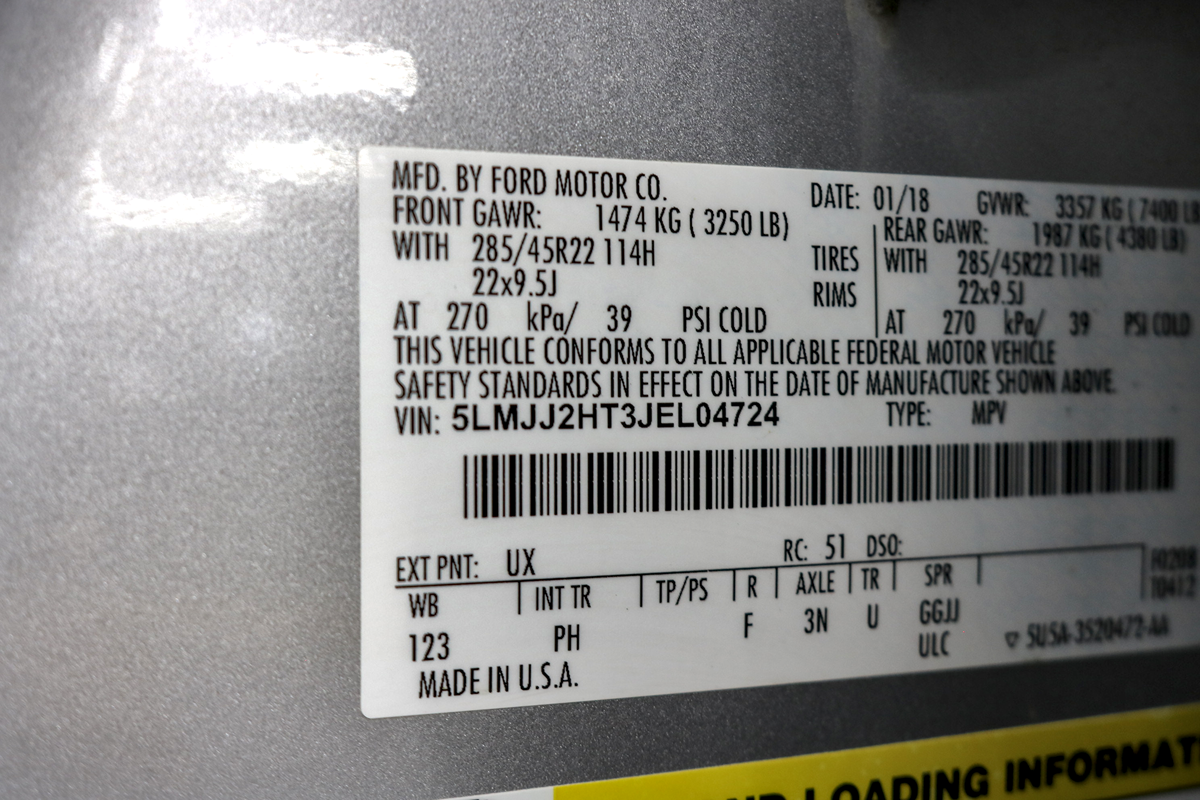 MFD. BY FORD MOTOR CO. DATE: 01/18 GVWR: 3357 KG ( 7400 LB
FRONT GAWR: 1474 KG ( 3250 LB) REAR GAWR: 1987 KG ( 4380 LB)
WITH 285/45R22 114H TIRES WITH 285/45R22 114H
22x9.5J RIMS 22x9.5J
AT 270 kPa/ 39 PSI COLD AT 270 kPa/ 39 PSI COLD
THIS VEHICLE CONFORMS TO ALL APPLICABLE FEDERAL MOTOR VEHICLE
SAFETY STANDARDS IN EFFECT ON THE DATE OF MANUFACTURE SHOWN ABOVE.
VIN: 5LMJJ2HT3JEL04724 TYPE: MPV
EXT PNT: UX RC: 51 DSO:
WB INT TR TP/PS R AXLE TR SPR
123 PH F 3N U GGJJ
ULC
MADE IN U.S.A.
LOADING INFORMAT